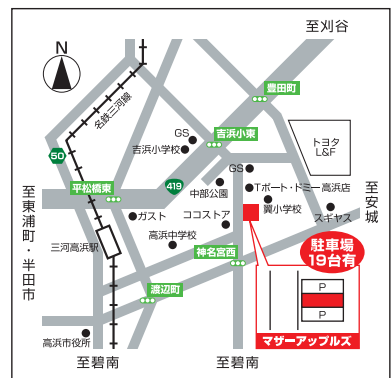 至刈谷
N
豊田町
名鉄三河線
GS
吉浜小東
吉浜小学校
トヨタ
L&F
50
GS
419
Tポート・ドミー高浜店
平松橋東
中部公園
翼小学校
至東浦町・半田市
至安城
ガスト
ココストア
スギヤス
高浜中学校
駐車場
19台有
三河高浜駅
神名宮西
渡辺町
P
P
高浜市役所
マザーアップルズ
至碧南
至碧南